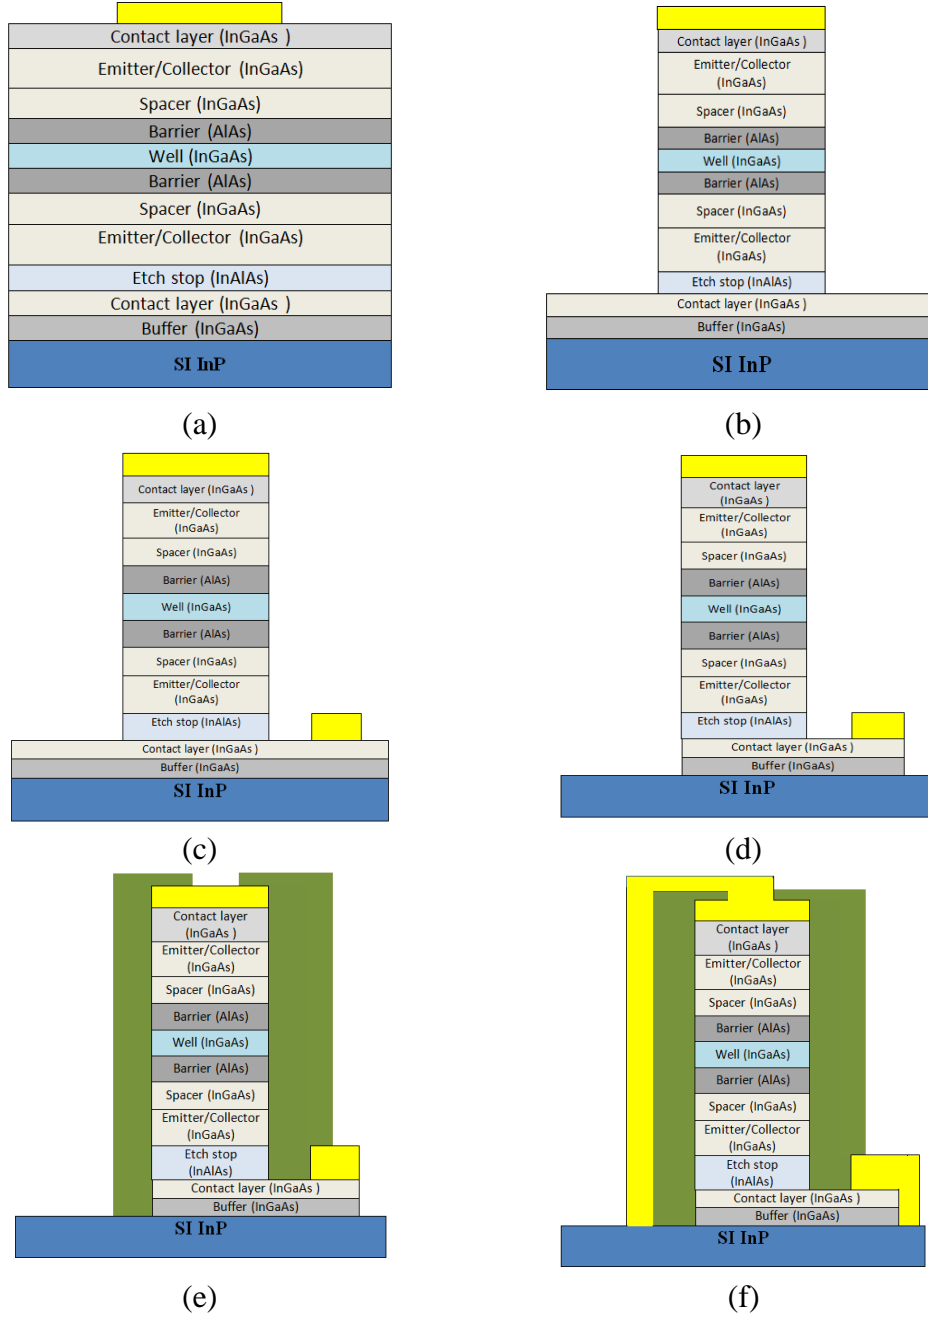 Contact layer (InGaAs )
Emitter/Collector (InGaAs)
Spacer (InGaAs)
Barrier (AlAs)
Well (InGaAs)
Barrier (AlAs)
Spacer (InGaAs)
Emitter/Collector (InGaAs)
Etch stop (InAlAs)
Contact layer (InGaAs )
Buffer (InGaAs)
SI InP
(a)
Contact layer (InGaAs )
Emitter/Collector
(InGaAs)
Spacer (InGaAs)
Barrier (AlAs)
Well (InGaAs)
Barrier (AlAs)
Spacer (InGaAs)
Emitter/Collector
(InGaAs)
Etch stop (InAlAs)
Contact layer (InGaAs )
Buffer (InGaAs)
SI InP
(b)
Contact layer (InGaAs )
Emitter/Collector
(InGaAs)
Spacer (InGaAs)
Barrier (AlAs)
Well (InGaAs)
Barrier (AlAs)
Spacer (InGaAs)
Emitter/Collector
(InGaAs)
Etch stop (InAlAs)
Contact layer (InGaAs )
Buffer (InGaAs)
SI InP
(c)
Contact layer
(InGaAs )
Emitter/Collector
(InGaAs)
Spacer (InGaAs)
Barrier (AlAs)
Well (InGaAs)
Barrier (AlAs)
Spacer (InGaAs)
Emitter/Collector
(InGaAs)
Etch stop (InAlAs)
Contact layer (InGaAs )
Buffer (InGaAs)
SI InP
(d)
Contact layer
(InGaAs )
Emitter/Collector
(InGaAs)
Spacer (InGaAs)
Barrier (AlAs)
Well (InGaAs)
Barrier (AlAs)
Spacer (InGaAs)
Emitter/Collector
(InGaAs)
Etch stop
(InAlAs)
Contact layer (InGaAs )
Buffer (InGaAs)
SI InP
(e)
Contact layer
(InGaAs )
Emitter/Collector
(InGaAs)
Spacer (InGaAs)
Barrier (AlAs)
Well (InGaAs)
Barrier (AlAs)
Spacer (InGaAs)
Emitter/Collector
(InGaAs)
Etch stop
(InAlAs)
Contact layer (InGaAs )
Buffer (InGaAs)
SI InP
(f)